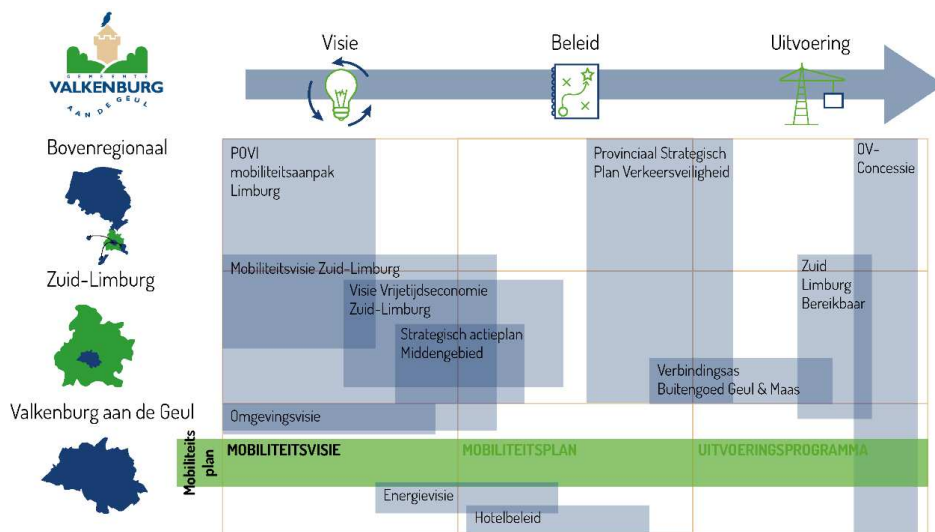 GEMEENTE
VALKENBURG
AAN DE GEUL
Visie
Beleid
Uitvoering
Bovenregionaal
POVI
mobiliteitsaanpak
Limburg
Provinciaal Strategisch
Plan Verkeersveiligheid
OV-
Concessie
Zuid-Limburg
Mobiliteitsvisie Zuid-Limburg
Visie Vrijetijdseconomie
Zuid-Limburg
Strategisch actieplan
Middengebied
Zuid
Limburg
Bereikbaar
Verbindingsas
Buitengoed Geul & Maas
Valkenburg aan de Geul
Omgevingsvisie
Mobiliteits
plan
MOBILITEITSVISIE
MOBILITEITSPLAN
UITVOERINGSPROGRAMMA
Energievisie
Hotelbeleid